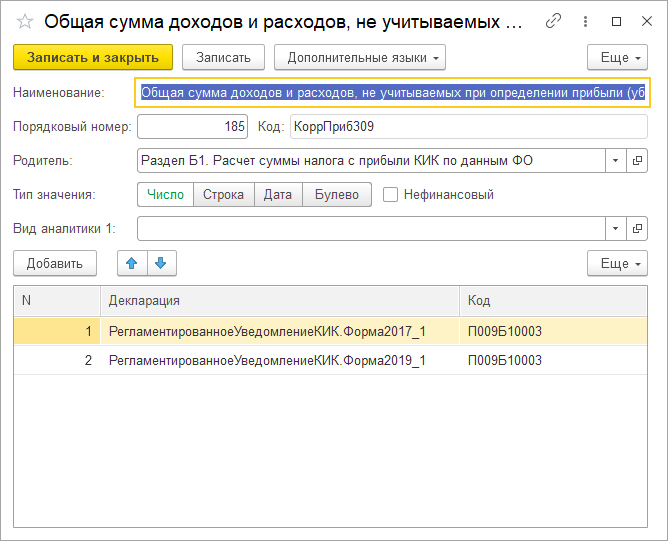 Общая сумма доходов и расходов, не учитываемых ...
Записать и закрыть Записать Дополнительные языки Еще
Наименование: Общая сумма доходов и расходов, не учитываемых при определении прибыли (уб
Порядковый номер: 185 Код: КоррПриб309
Родитель: Раздел Б1. Расчет суммы налога с прибыли КИК по данным ФО
Тип значения: Число Строка Дата Булево Нефинансовый
Вид аналитики 1:
Добавить Еще
N Декларация Код
1 РегламентированноеУведомлениеКИК.Форма2017_1 П009Б10003
2 РегламентированноеУведомлениеКИК.Форма2019_1 П009Б10003